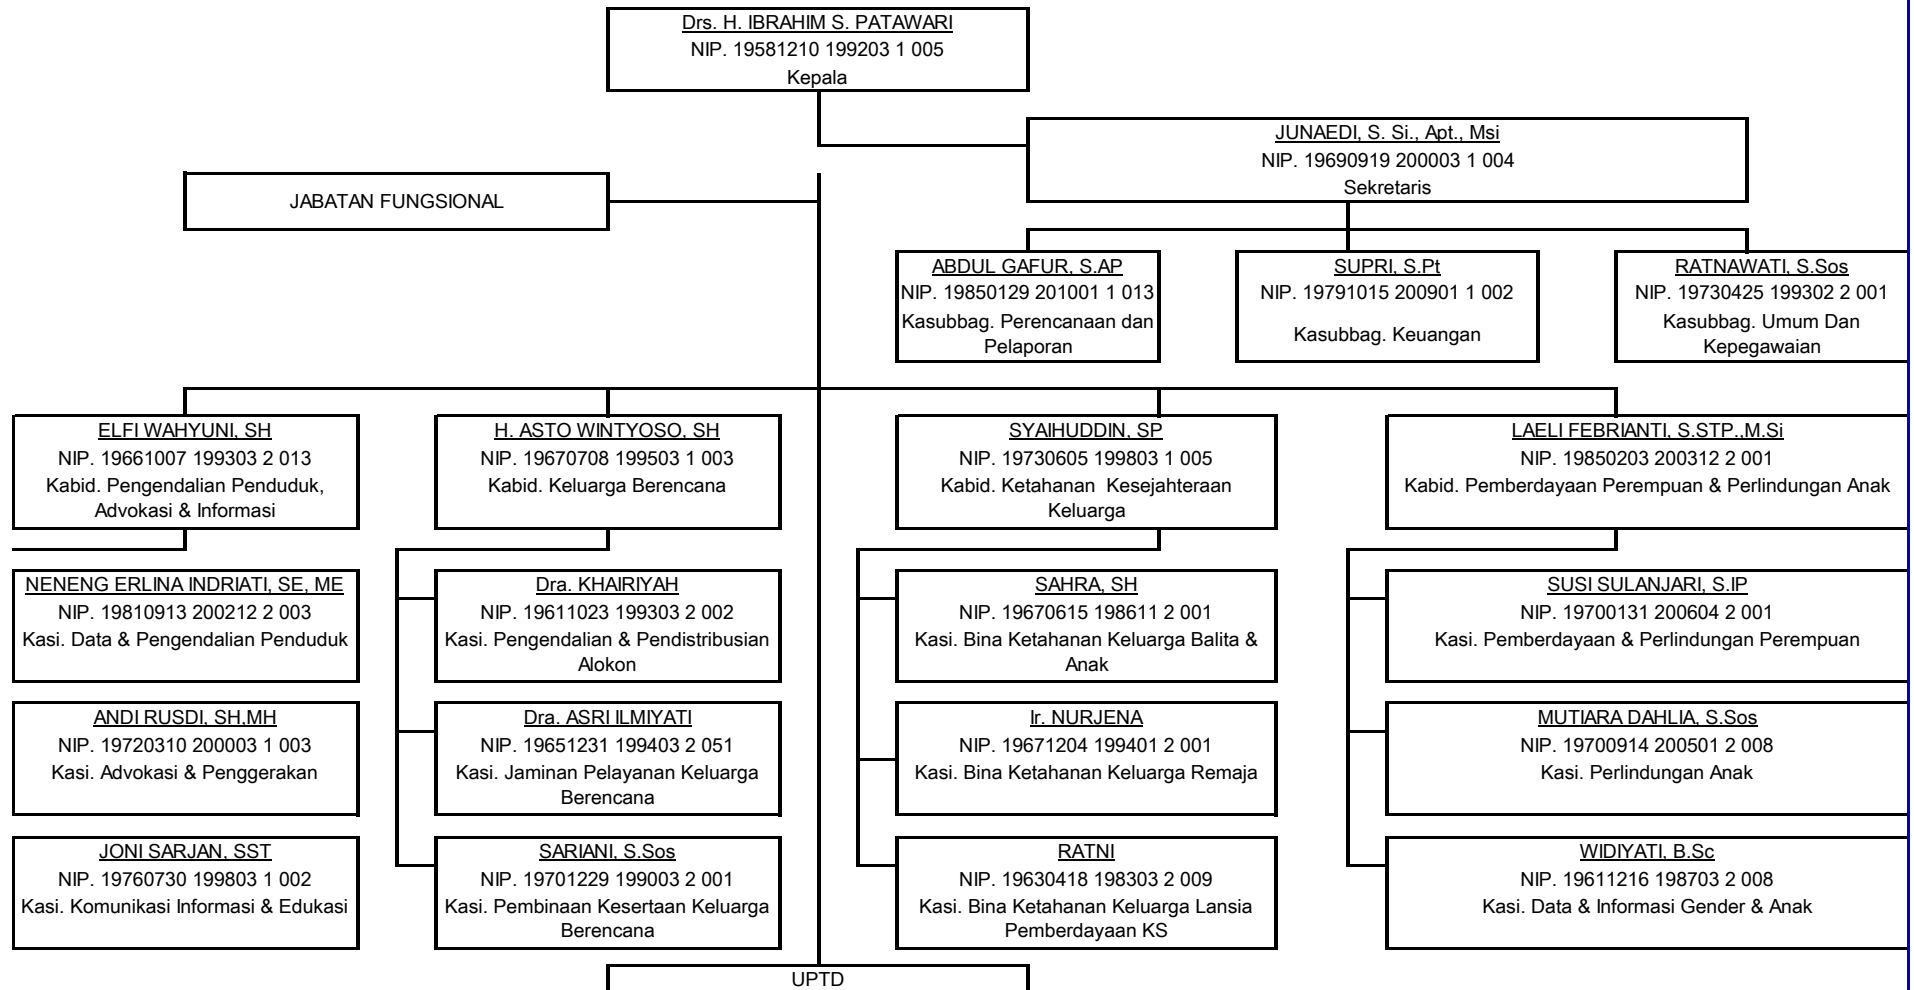 Drs. H. IBRAHIM S. PATAWARI
NIP. 19581210 199203 1 005
Kepala
JUNAEDI, S. Si., Apt., Msi
NIP. 19690919 200003 1 004
Sekretaris
JABATAN FUNGSIONAL
ABDUL GAFUR, S.AP
NIP. 19850129 201001 1 013
Kasubbag. Perencanaan dan
Pelaporan
SUPRI, S.Pt
NIP. 19791015 200901 1 002
Kasubbag. Keuangan
RATNAWATI, S.Sos
NIP. 19730425 199302 2 001
Kasubbag. Umum Dan
Kepegawaian
ELFI WAHYUNI, SH
NIP. 19661007 199303 2 013
Kabid. Pengendalian Penduduk,
Advokasi & Informasi
H. ASTO WINTYOSO, SH
NIP. 19670708 199503 1 003
Kabid. Keluarga Berencana
SYAIHUDDIN, SP
NIP. 19730605 199803 1 005
Kabid. Ketahanan  Kesejahteraan
Keluarga
LAELI FEBRIANTI, S.STP.,M.Si
NIP. 19850203 200312 2 001
Kabid. Pemberdayaan Perempuan & Perlindungan Anak
NENENG ERLINA INDRIATI, SE, ME
NIP. 19810913 200212 2 003
Kasi. Data & Pengendalian Penduduk
Dra. KHAIRIYAH
NIP. 19611023 199303 2 002
Kasi. Pengendalian & Pendistribusian
Alokon
SAHRA, SH
NIP. 19670615 198611 2 001
Kasi. Bina Ketahanan Keluarga Balita &
Anak
SUSI SULANJARI, S.IP
NIP. 19700131 200604 2 001
Kasi. Pemberdayaan & Perlindungan Perempuan
ANDI RUSDI, SH,MH
NIP. 19720310 200003 1 003
Kasi. Advokasi & Penggerakan
Dra. ASRI ILMIYATI
NIP. 19651231 199403 2 051
Kasi. Jaminan Pelayanan Keluarga
Berencana
Ir. NURJENA
NIP. 19671204 199401 2 001
Kasi. Bina Ketahanan Keluarga Remaja
MUTIARA DAHLIA, S.Sos
NIP. 19700914 200501 2 008
Kasi. Perlindungan Anak
JONI SARJAN, SST
NIP. 19760730 199803 1 002
Kasi. Komunikasi Informasi & Edukasi
SARIANI, S.Sos
NIP. 19701229 199003 2 001
Kasi. Pembinaan Kesertaan Keluarga
Berencana
RATNI
NIP. 19630418 198303 2 009
Kasi. Bina Ketahanan Keluarga Lansia
Pemberdayaan KS
WIDIYATI, B.Sc
NIP. 19611216 198703 2 008
Kasi. Data & Informasi Gender & Anak
UPTD